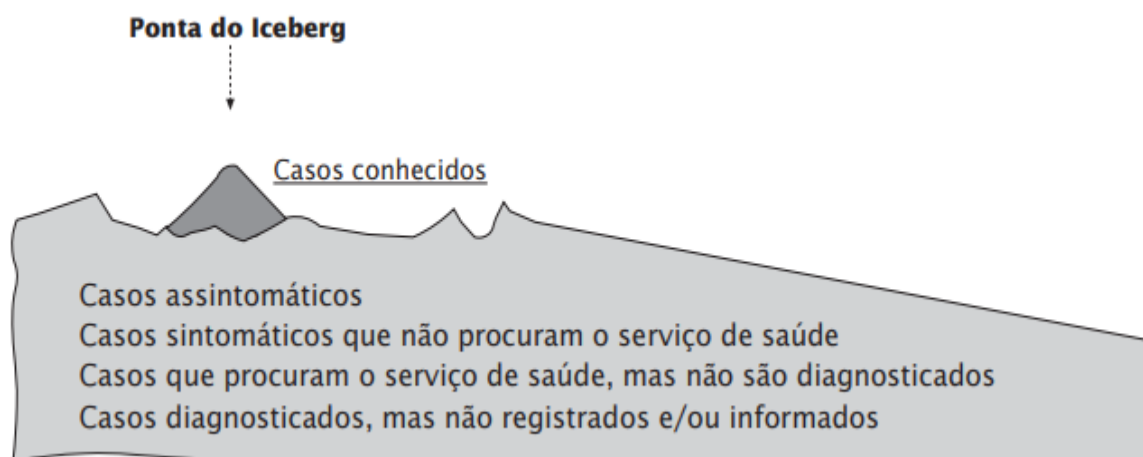 Ponta do Iceberg
Casos conhecidos
Casos assintomáticos
Casos sintomáticos que não procuram o serviço de saúde
Casos que procuram o serviço de saúde, mas não são diagnosticados
Casos diagnosticados, mas não registrados e/ou informados